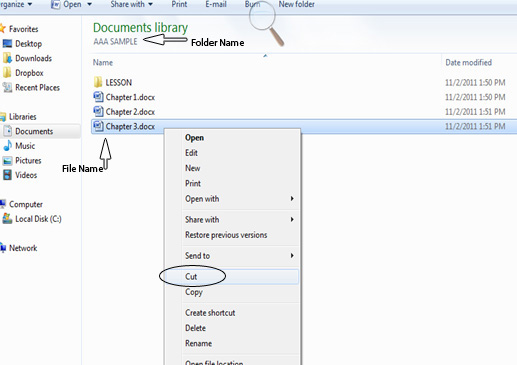 Organize Open Share with Print E-mail Burn New folder
Documents library
AAA SAMPLE Folder Name
Name Date modified
Favorites
Desktop
Downloads
Dropbox
Recent Places
Libraries
Documents
Music
Pictures
Videos
Computer
Local Disk (C:)
Network
LESSON 11/2/2011 1:50 PM
Chapter 1.docx 11/2/2011 1:50 PM
Chapter 2.docx 11/2/2011 1:51 PM
Chapter 3.docx 11/2/2011 1:51 PM
File Name
Open
Edit
New
Print
Open with
Share with
Restore previous versions
Send to
Cut
Copy
Create shortcut
Delete
Rename
Open file location